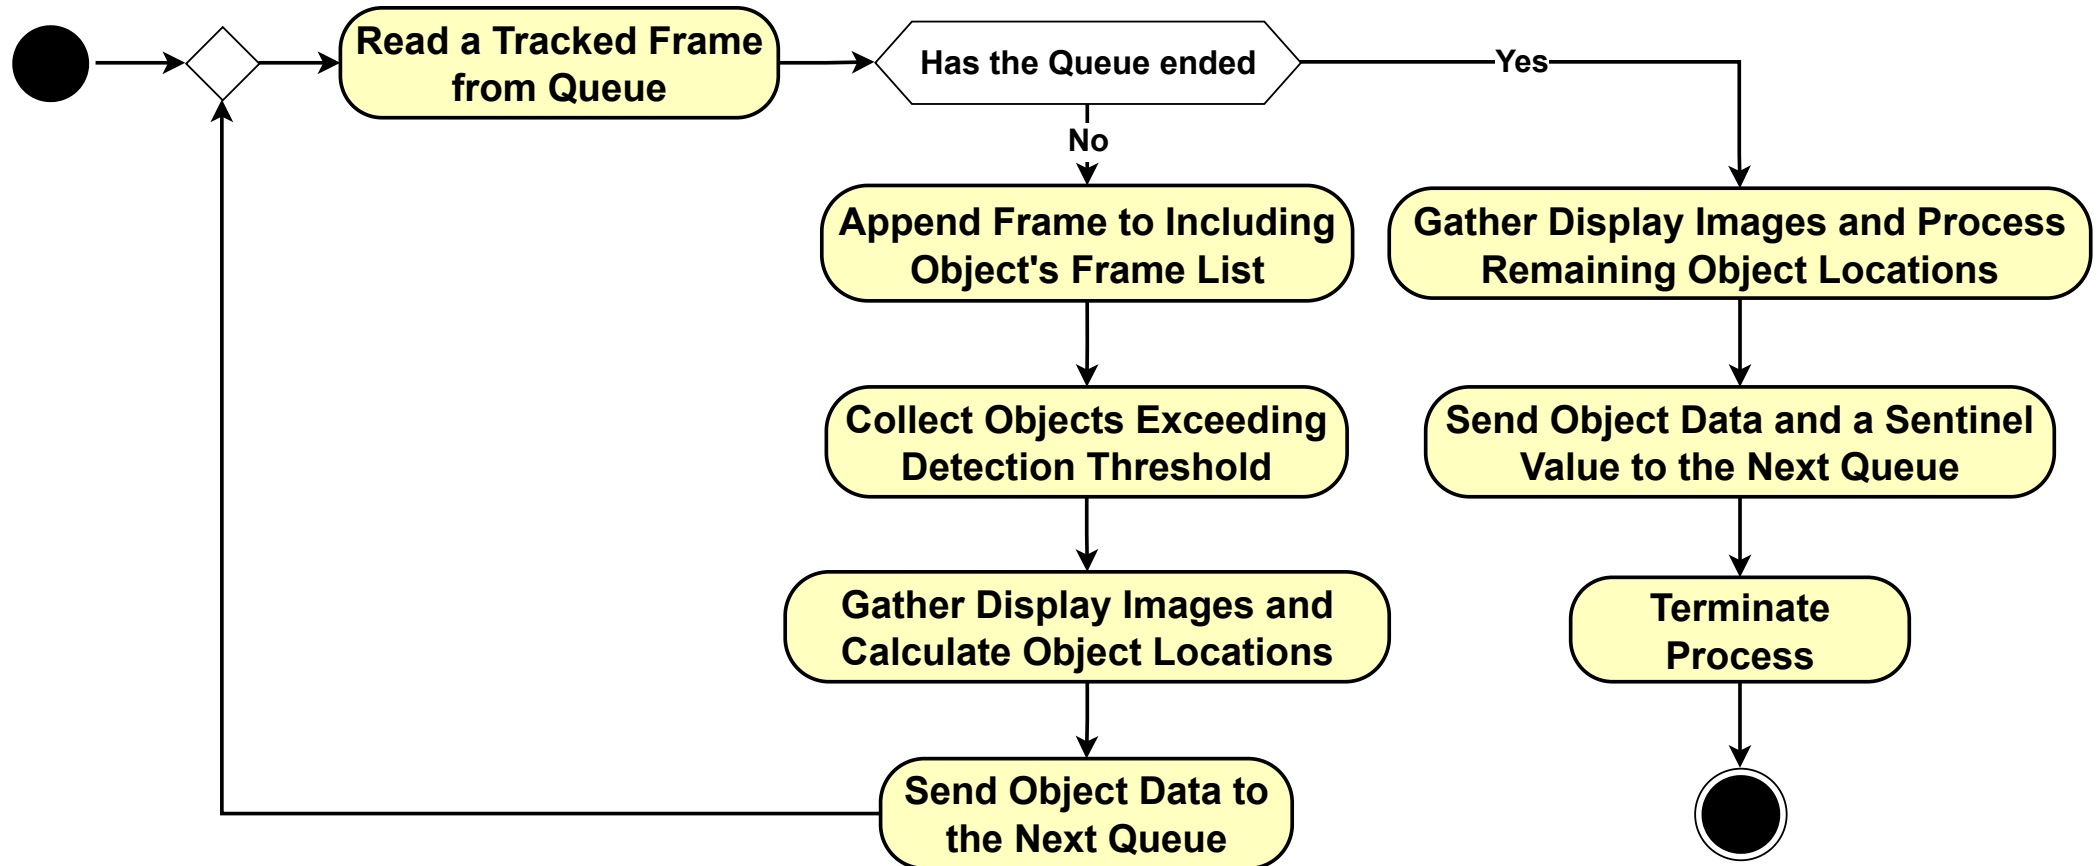 Read a Tracked Frame
from Queue
Has the Queue ended
Yes
No
Append Frame to Including
Object's Frame List
Gather Display Images and Process
Remaining Object Locations
Collect Objects Exceeding
Detection Threshold
Send Object Data and a Sentinel
Value to the Next Queue
Gather Display Images and
Calculate Object Locations
Terminate
Process
Send Object Data to
the Next Queue